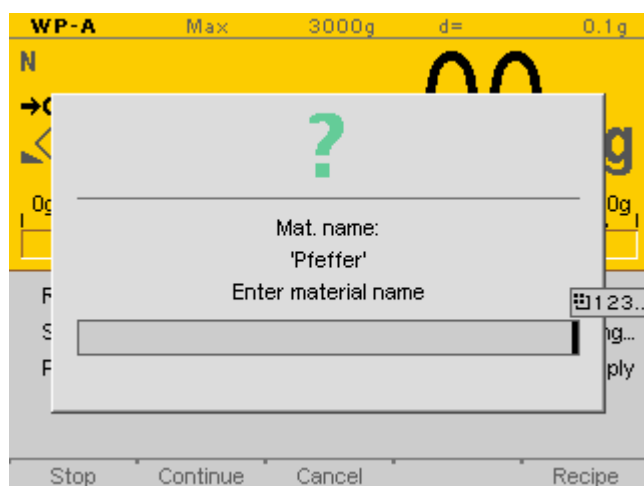 WP-A Max 3000g d= 0.1g
N
g
0g 0g
Mat. name:
'Pfeffer'
Enter material name
123..
Stop Continue Cancel Recipe